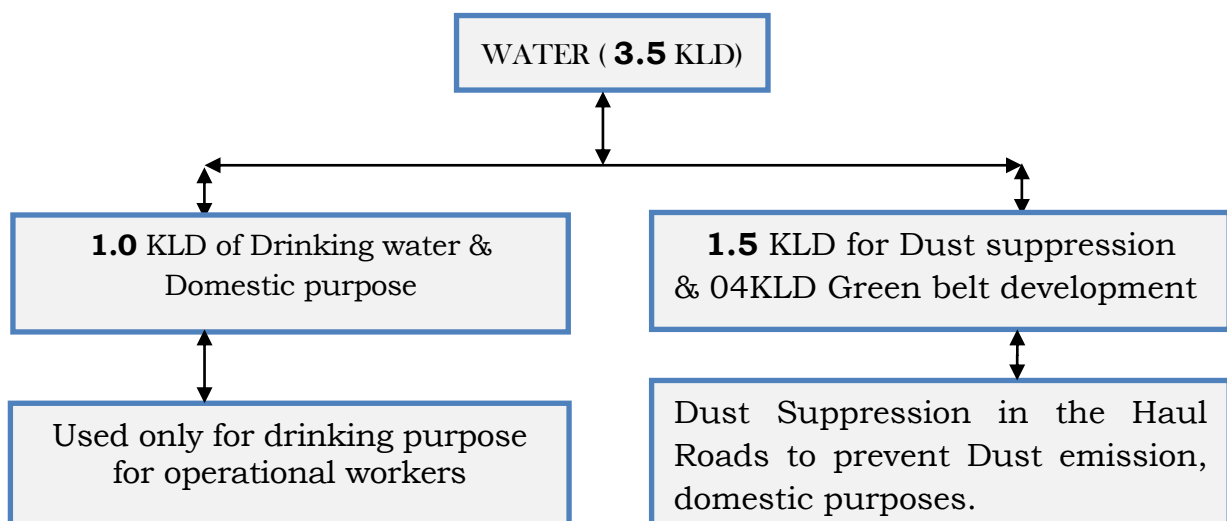 WATER ( 3.5 KLD)
1.0 KLD of Drinking water &
Domestic purpose
1.5 KLD for Dust suppression
& 04KLD Green belt development
Used only for drinking purpose
for operational workers
Dust Suppression in the Haul
Roads to prevent Dust emission,
domestic purposes.